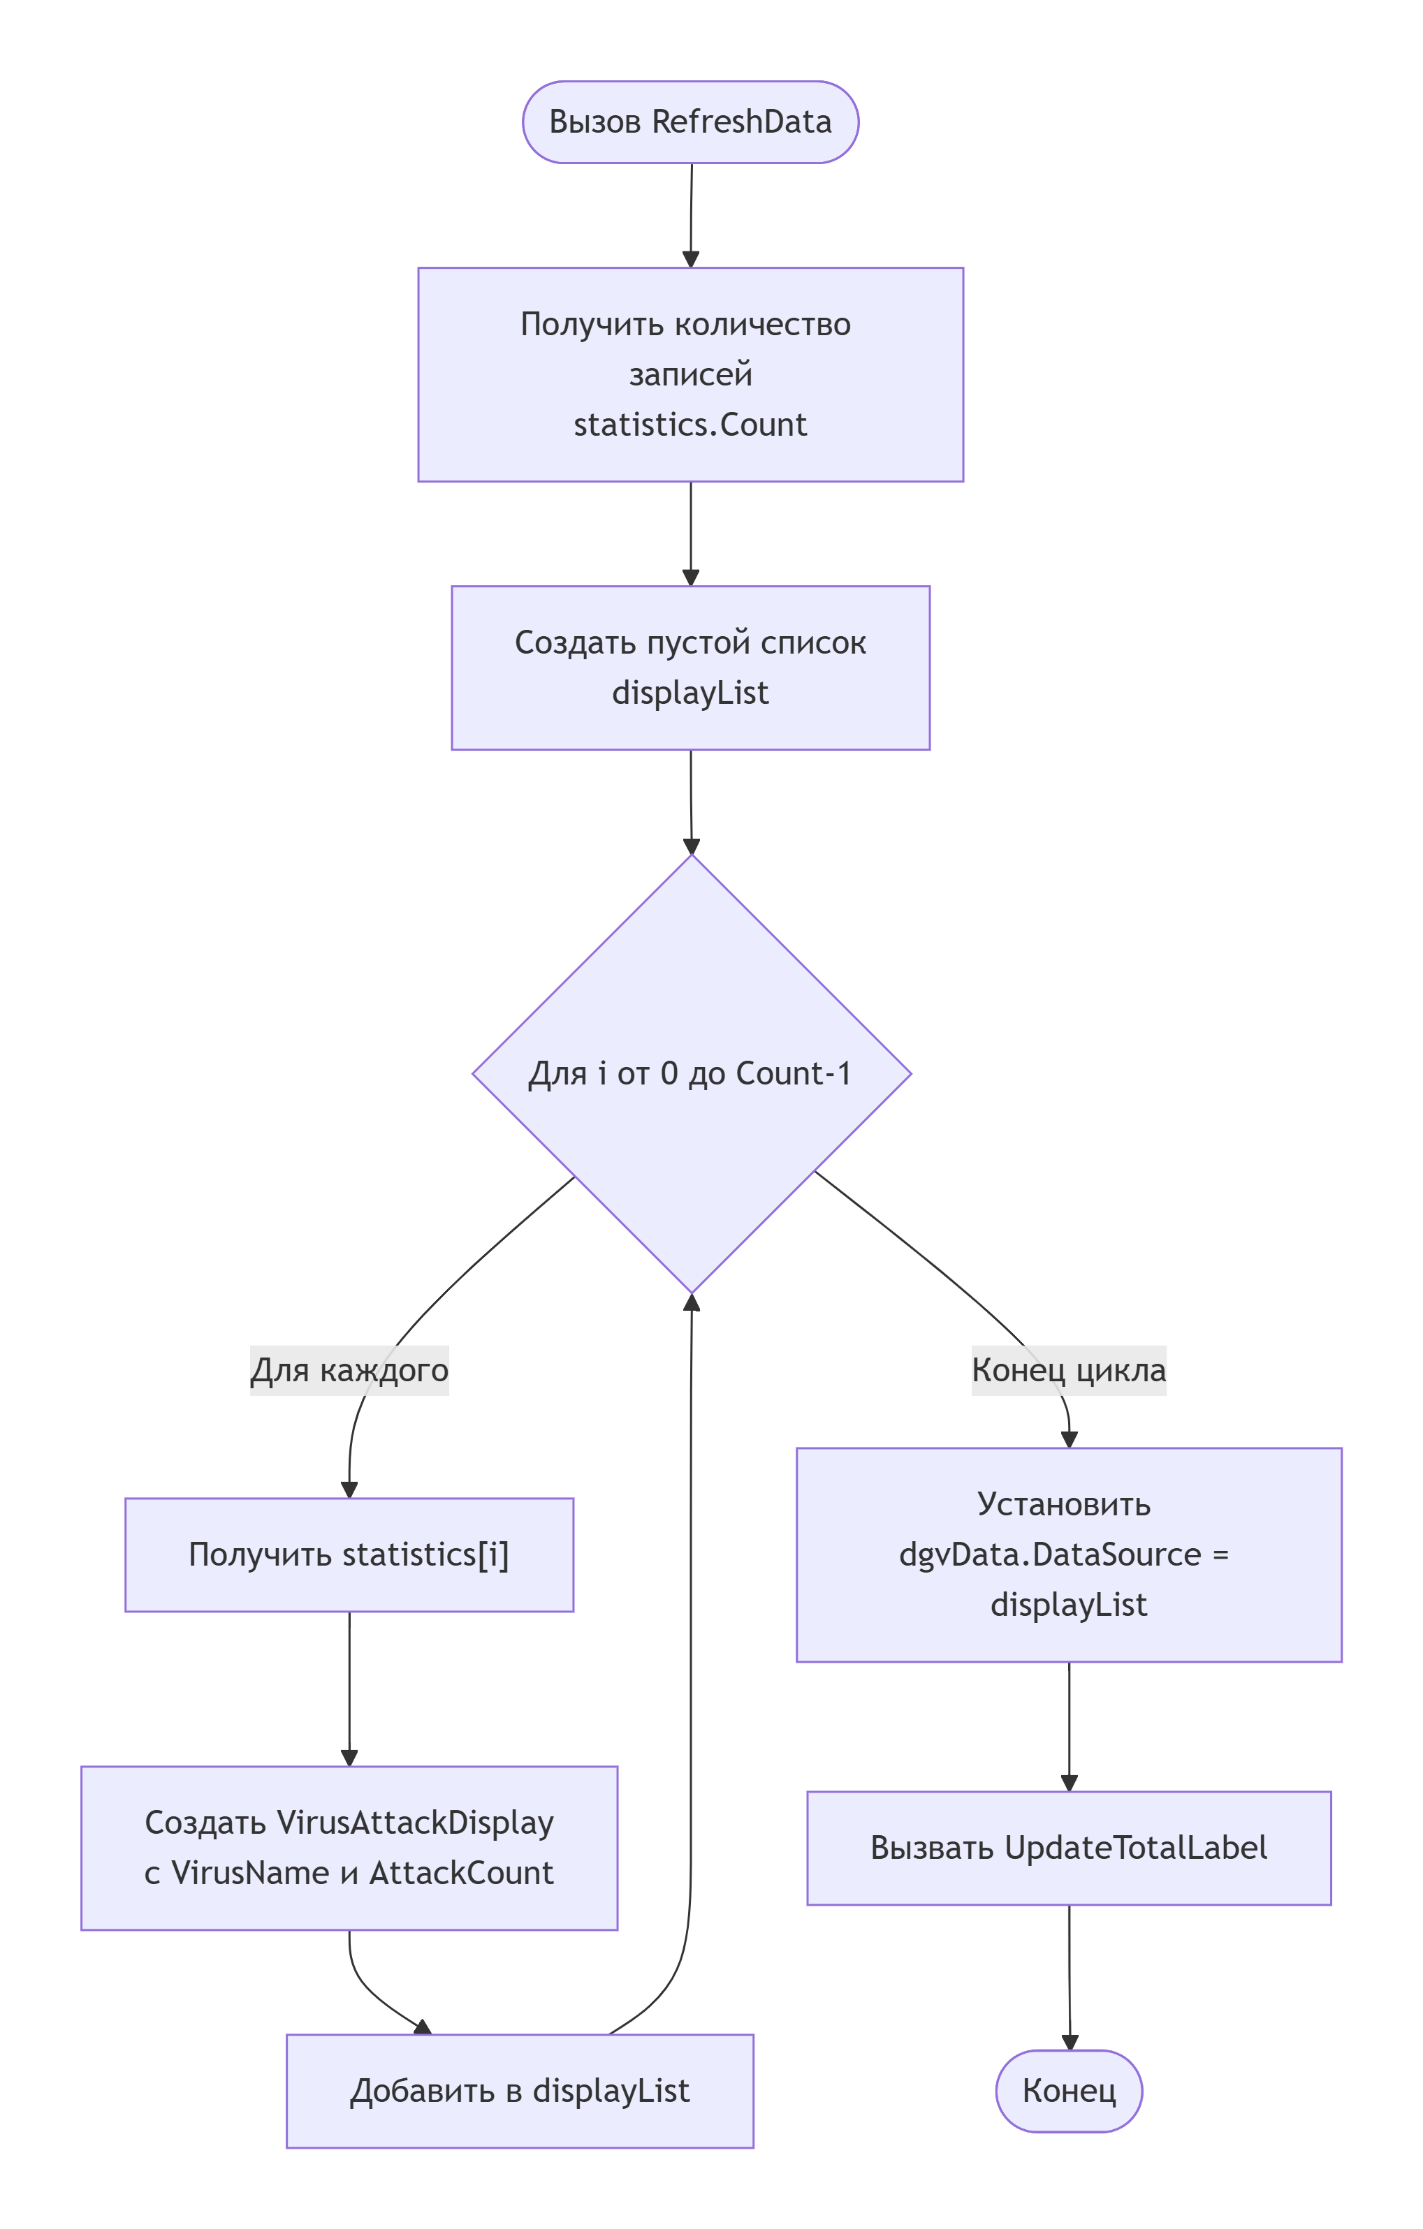 Вызов RefreshData
Получить количество
записей
statistics.Count
Создать пустой список
displayList
Для i от 0 до Count-1
Для каждого
Конец цикла
Получить statistics[i]
Установить
dgvData.DataSource =
displayList
Создать VirusAttackDisplay
с VirusName и AttackCount
Вызвать UpdateTotalLabel
Добавить в displayList
Конец